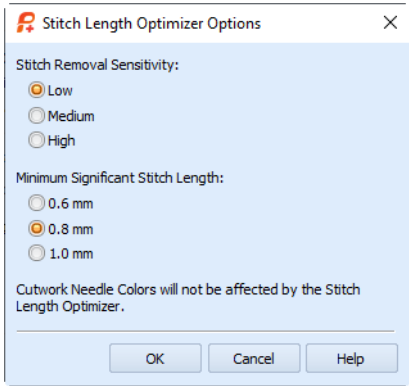 Stitch Length Optimizer Options
Stitch Removal Sensitivity:
Low
Medium
High
Minimum Significant Stitch Length:
0.6 mm
0.8 mm
1.0 mm
Cutwork Needle Colors will not be affected by the Stitch
Length Optimizer.
OK Cancel Help